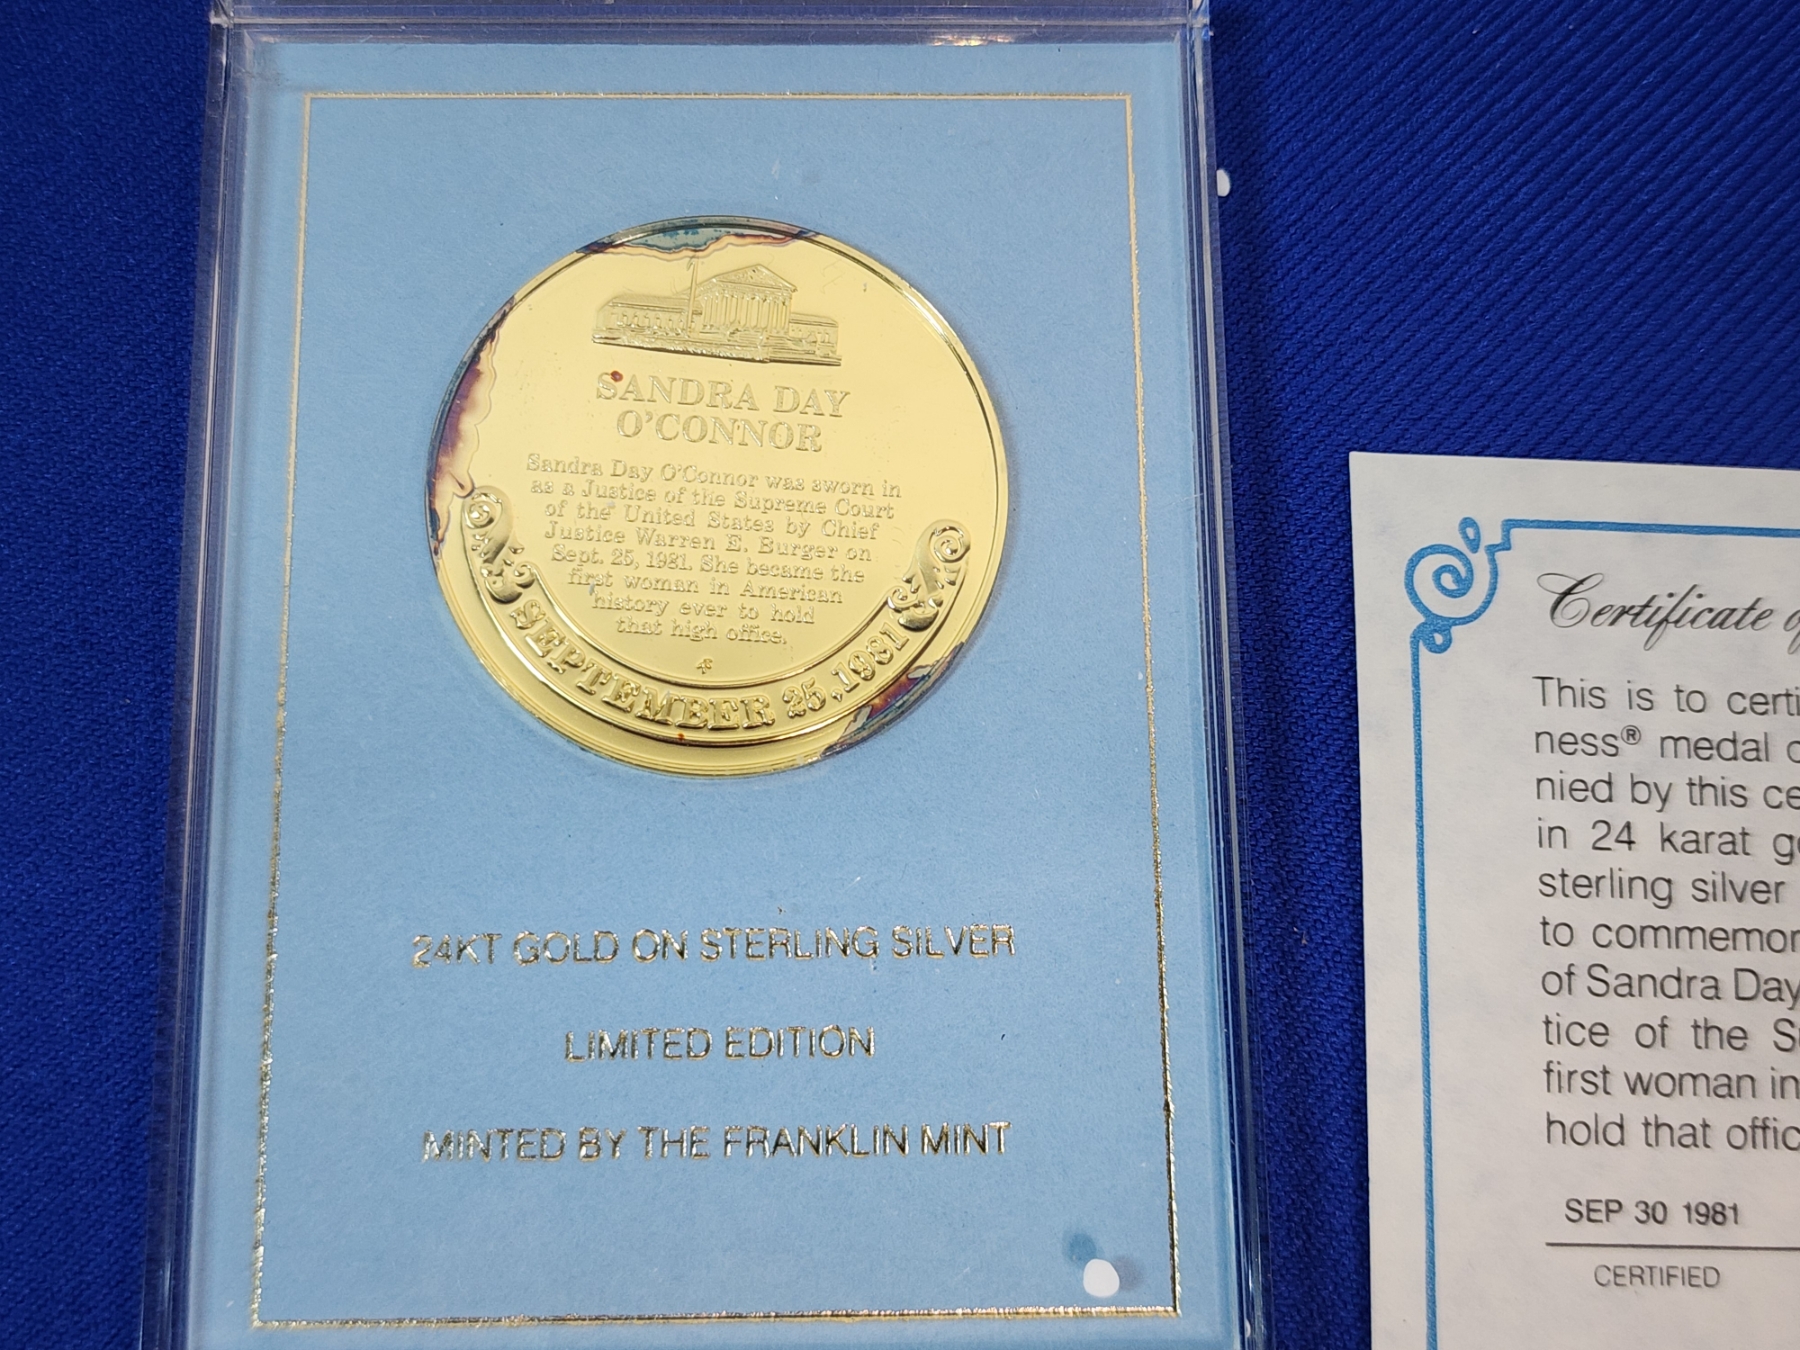 SANDRA DAY
O'CONNOR
Sandra Day O'Connor was sworn in
as a Justice of the Supreme Court
of the United States by Chief
Justice Warren E. Burger on
Sept. 25, 1981. She became the
first woman in American
history ever to hold
that high office.
SEPTEMBER 25, 1981
24KT GOLD ON STERLING SILVER
LIMITED EDITION
MINTED BY THE FRANKLIN MINT
Certificate
This is to
ness® medal
nied by this
in 24 karat
sterling silver
to
of Sandra Day
tice of the
first woman in
hold that
SEP 30 1981
CERTIFIED